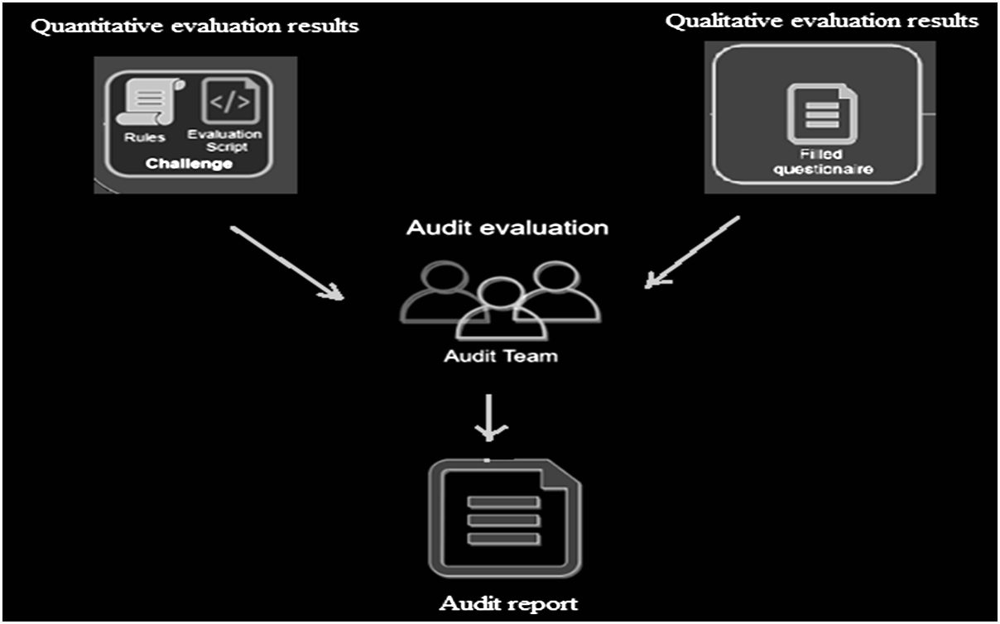 Quantitative evaluation results
Qualitative evaluation results
Rules
Evaluation
Script
Challenge
Filled
questionaire
Audit evaluation
Audit Team
Audit report